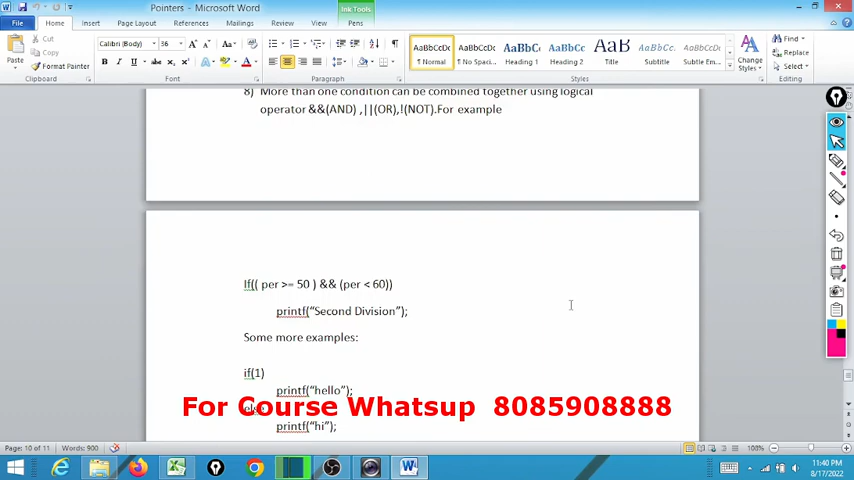 Pointers - Microsoft Word
Ink Tools
File Home Insert Page Layout References Mailings Review View Pens
Cut
Copy
Format Painter
Paste
Clipboard
Calibri (Body) 36
B I U abc
Font
Paragraph
AaBbCcDc AaBbCcDc AaBbCc AaBbCc AaB AaBbCc. AaBbCcDc
¶ Normal ¶ No Spaci... Heading 1 Heading 2 Title Subtitle Subtle Em...
Change Styles
Styles
Find
Replace
Select
Editing
8) More than one condition can be combined together using logical
operator &&(AND) ,||(OR),!(NOT).For example
If(( per >= 50 ) && (per < 60))
printf(“Second Division”);
Some more examples:
if(1)
printf(“hello”);
else
For Course Whatsup 8085908888
printf(“hi”);
Page: 10 of 11 Words: 900 100%
11:40 PM
8/17/2022